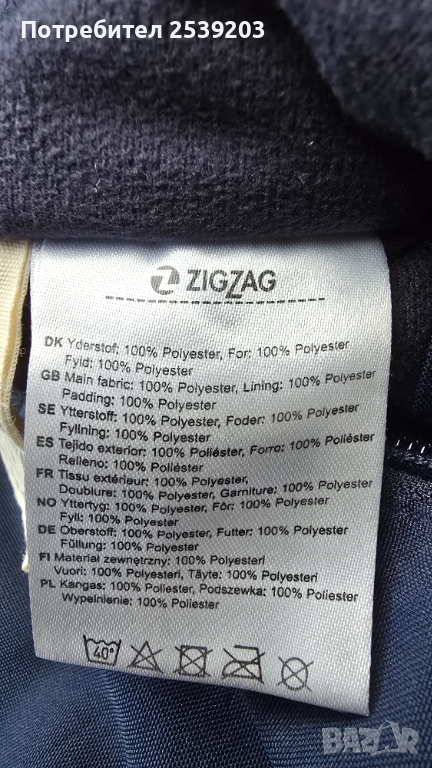 Потребител 2539203
ZIGZAG
DK Yderstof: 100% Polyester, For: 100% Polyester
Fyld: 100% Polyester
GB Main fabric: 100% Polyester, Lining: 100% Polyester
Padding: 100% Polyester
SE Ytterstoff: 100% Polyester, Foder: 100% Polyester
Fyllning: 100% Polyester
ES Tejido exterior: 100% Poliéster, Forro: 100% Poliéster
Relleno: 100% Poliéster
FR Tissu extérieur: 100% Polyester,
Doublure: 100% Polyester, Garniture: 100% Polyester
NO Yttertyg: 100% Polyester, Fôr: 100% Polyester
Fyll: 100% Polyester
DE Oberstoff: 100% Polyester, Futter: 100% Polyester
Füllung: 100% Polyester
FI Material zewnętrzny: 100% Polyesteri
Vuori: 100% Polyesteri, Täyte: 100% Polyesteri
PL Kangas: 100% Poliester, Podszewka: 100% Poliester
Wypelnienie: 100% Poliester
40°
BAZAR